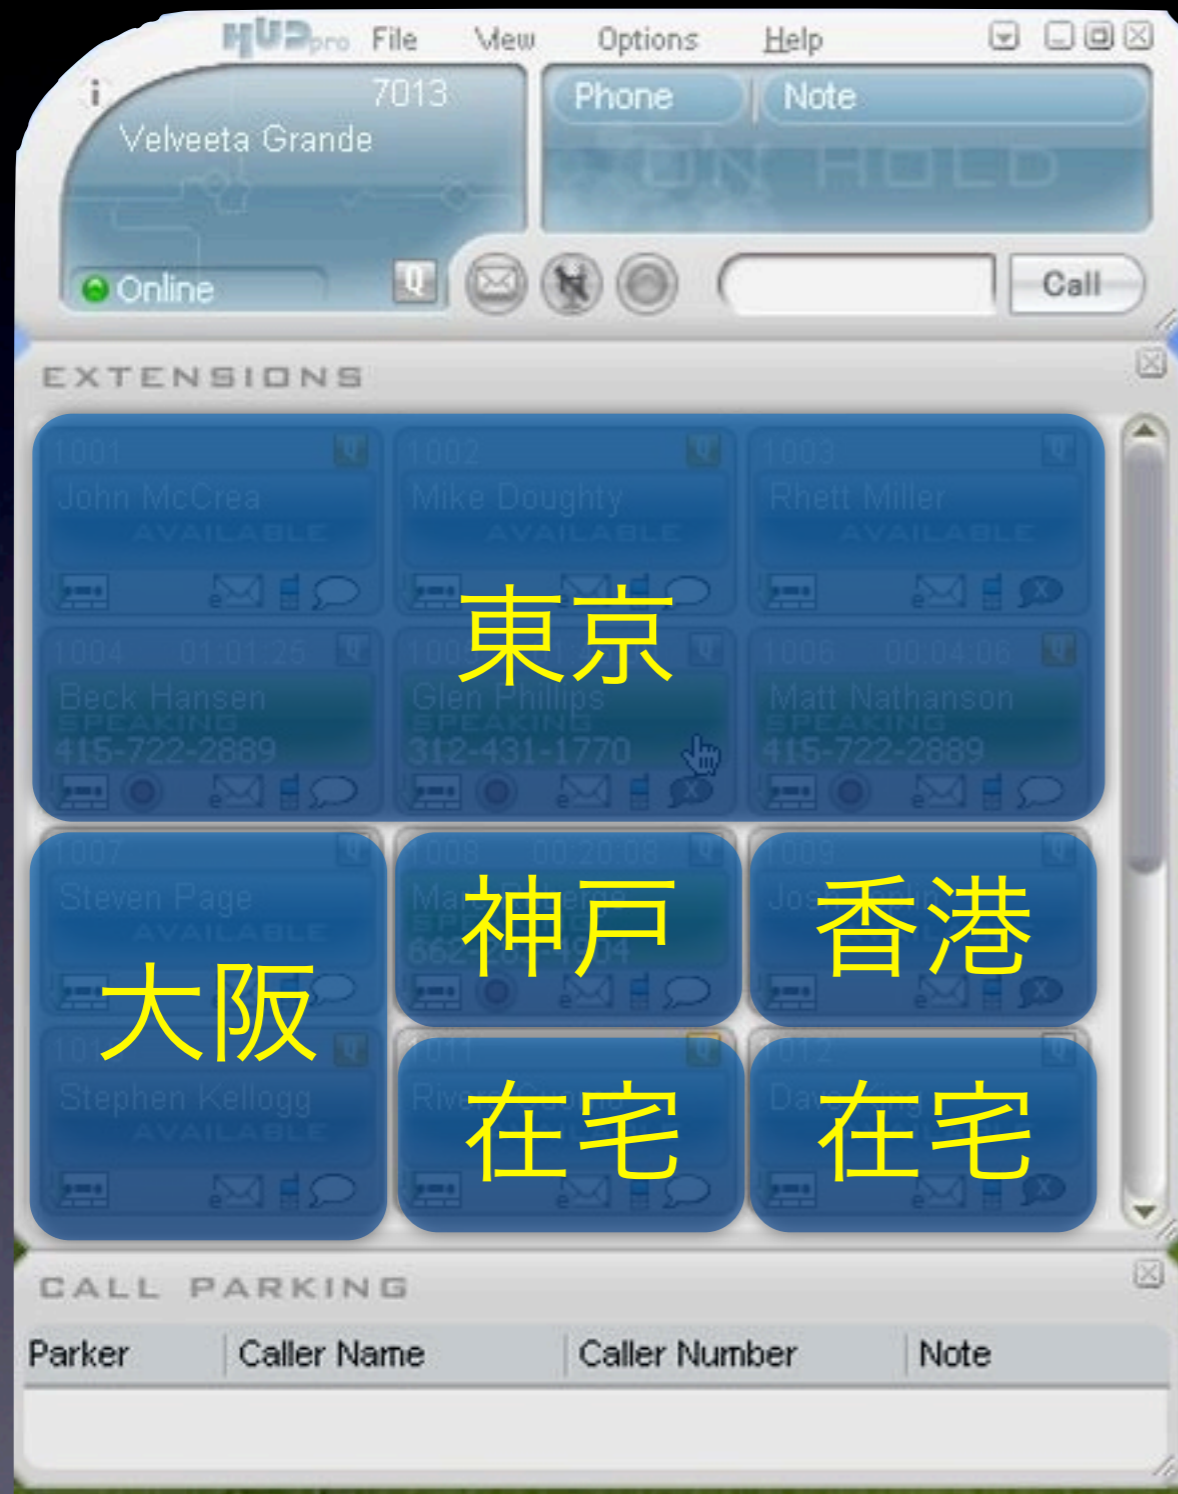 HUDpro File View Options Help
i 7013
Velveeta Grande
Phone Note
ON HOLD
Online Q Call
EXTENSIONS
1001 Q 1002 Q 1003 Q
John McCrea Mike Doughty Rhett Miller
AVAILABLE AVAILABLE AVAILABLE
東京
1004 01:01:25 Q Q 1006 00:04:06 Q
Beck Hansen Glen Phillips Matt Nathanson
SPEAKING SPEAKING SPEAKING
415-722-2889 312-431-1770 415-722-2889
1007 Q 1008 00:20:08 Q 1009 Q
Steven Page
AVAILABLE
大阪 神戸 香港
Q 1011 Q 1012 Q
Stephen Kellogg
AVAILABLE
在宅 在宅
CALL PARKING
Parker Caller Name Caller Number Note